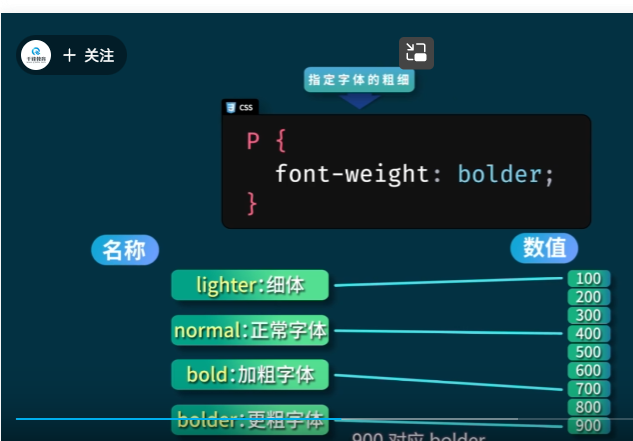 + 关注
指定字体的粗细
CSS
P {
font-weight: bolder;
}
名称
数值
lighter:细体
normal:正常字体
bold:加粗字体
bolder:更粗字体
100
200
300
400
500
600
700
800
900
900 对应 bolder